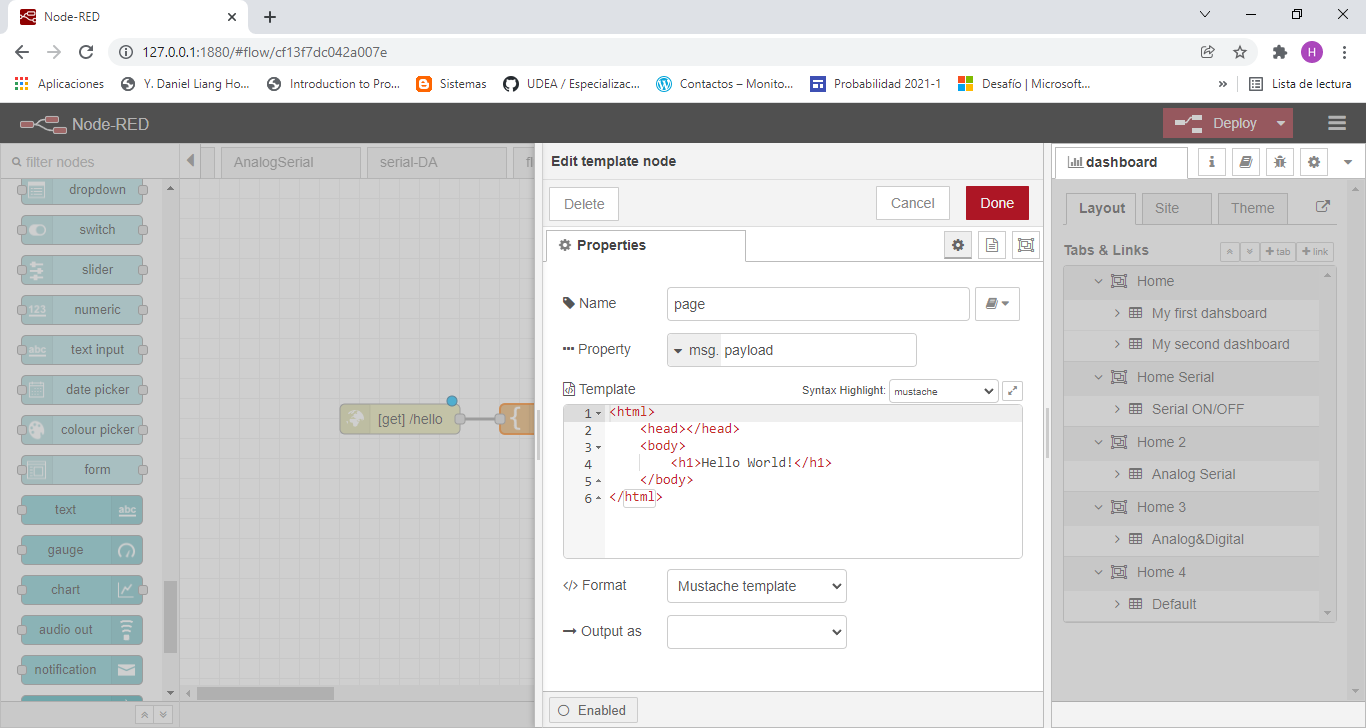 Node-RED
127.0.0.1:1880/#flow/cf13f7dc042a007e
H
Aplicaciones
Y. Daniel Liang Ho...
Introduction to Pro...
Sistemas
UDEA / Especializac...
Contactos – Monito...
Probabilidad 2021-1
Desafío | Microsoft...
»
Lista de lectura
Node-RED
Deploy
filter nodes
dropdown
switch
slider
123 numeric
abc text input
date picker
colour picker
form
text abc
gauge
chart
audio out
notification
AnalogSerial
serial-DA
[get] /hello
{
Edit template node
Delete
Cancel
Done
Properties
Name
page
Property
msg. payload
Template
Syntax Highlight: mustache
1 <html>
2 <head></head>
3 <body>
4 <h1>Hello World!</h1>
5 </body>
6 </html>
</> Format
Mustache template
Output as
Enabled
dashboard
i
Layout
Site
Theme
Tabs & Links
+ tab
+ link
Home
My first dahsboard
My second dashboard
Home Serial
Serial ON/OFF
Home 2
Analog Serial
Home 3
Analog&Digital
Home 4
Default